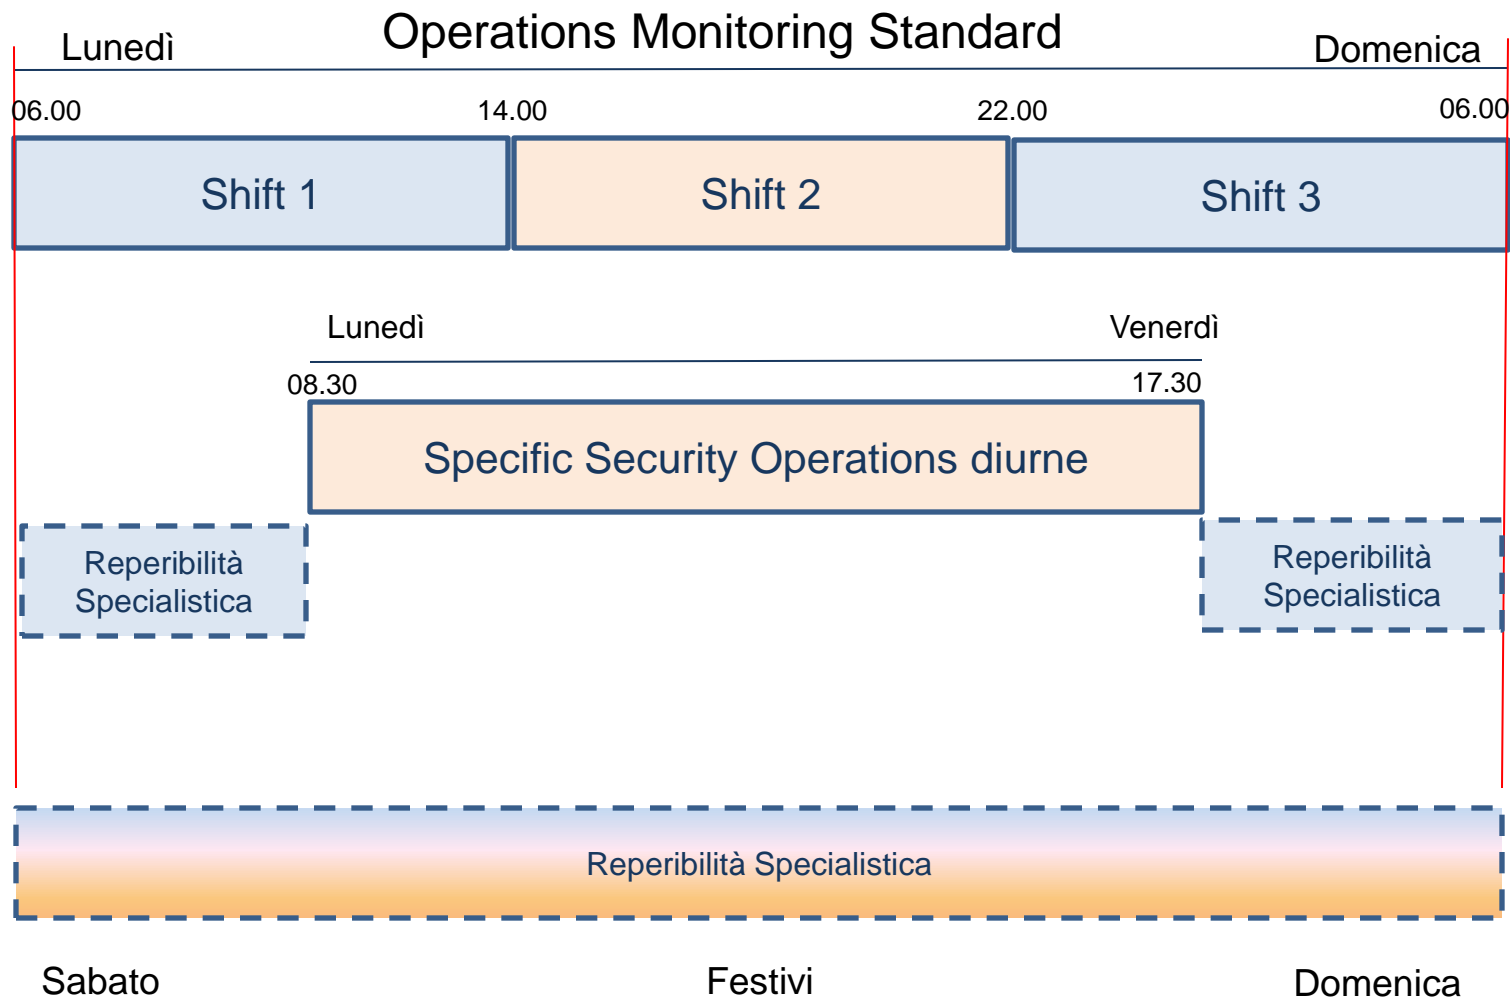 Operations Monitoring Standard
Lunedì
Domenica
06.00
14.00
22.00
06.00
Shift 1
Shift 2
Shift 3
Lunedì
Venerdì
08.30
17.30
Specific Security Operations diurne
Reperibilità
Specialistica
Reperibilità
Specialistica
Reperibilità Specialistica
Sabato
Festivi
Domenica